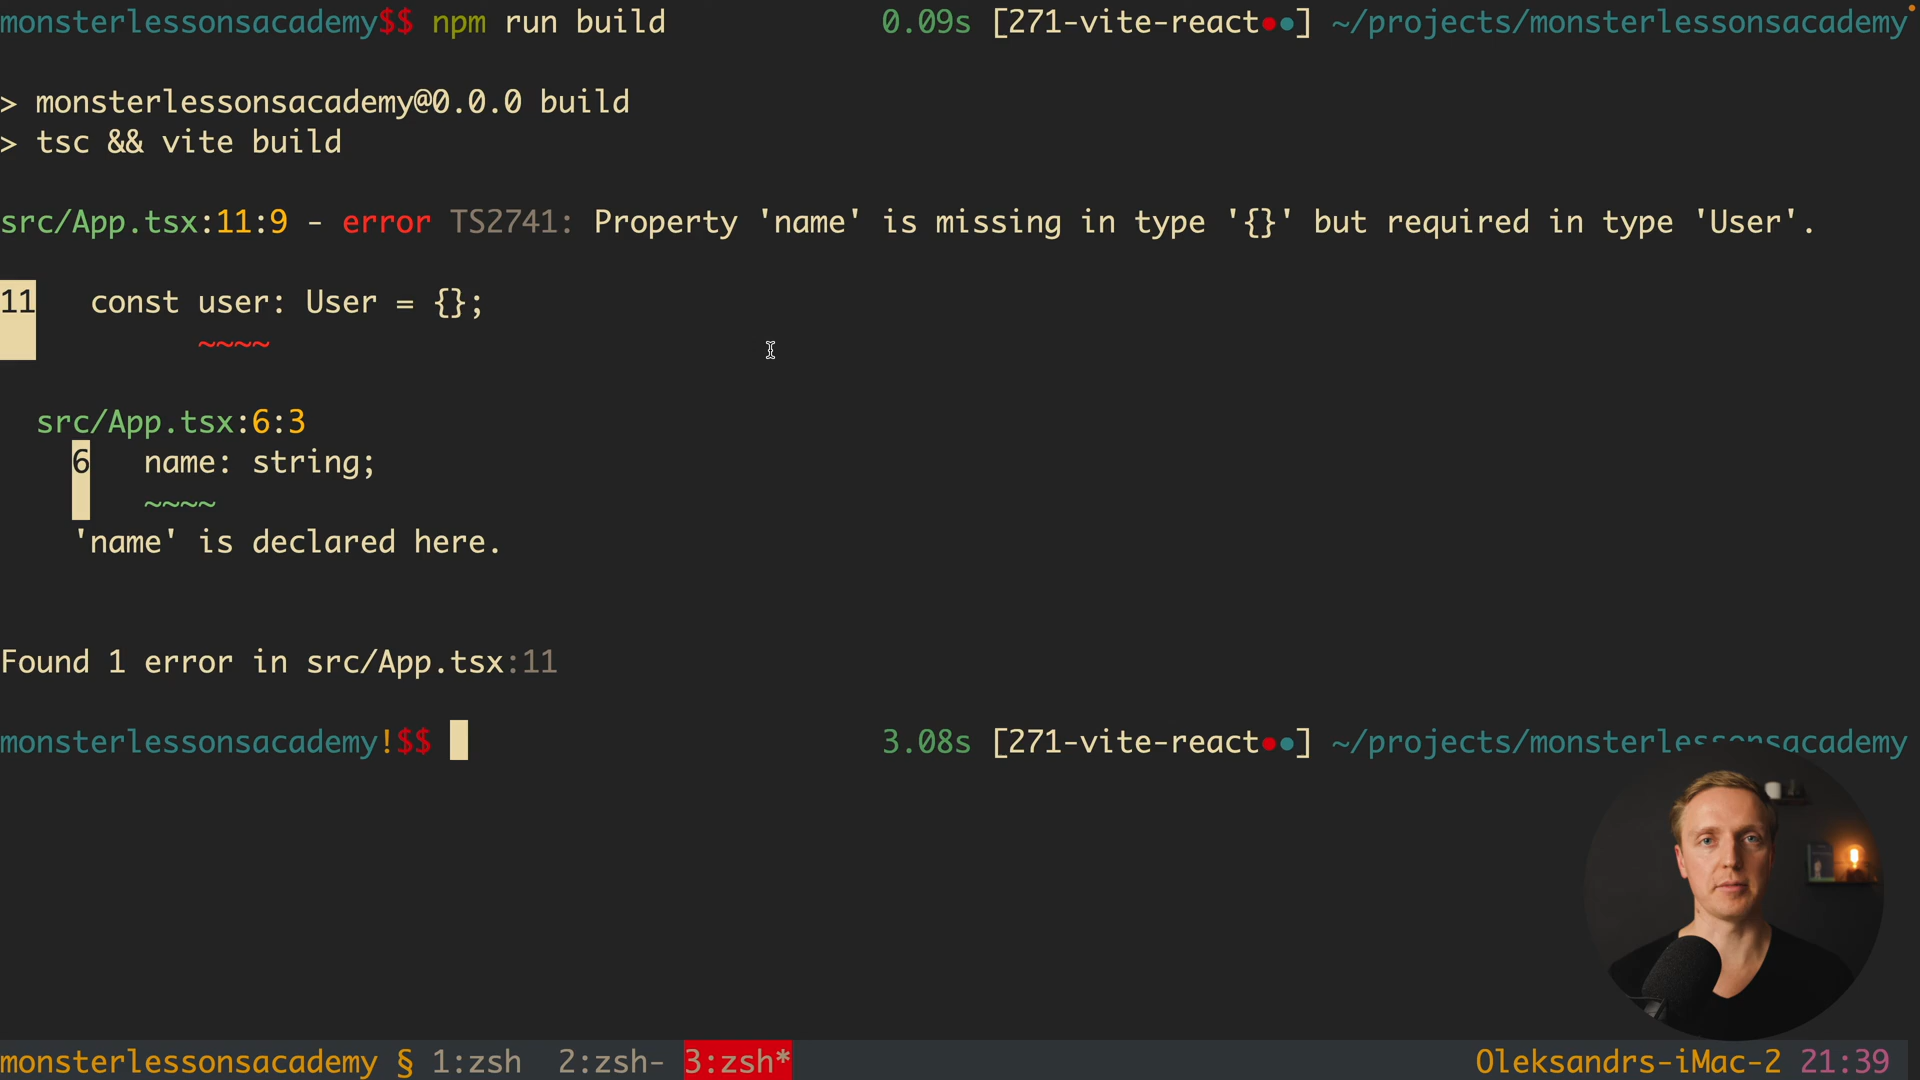 monsterlessonsacademy$$ npm run build 0.09s [271-vite-react●●] ~/projects/monsterlessonsacademy
> monsterlessonsacademy@0.0.0 build
> tsc && vite build
src/App.tsx:11:9 - error TS2741: Property 'name' is missing in type '{}' but required in type 'User'.
11 const user: User = {};
~~~~
src/App.tsx:6:3
6 name: string;
~~~~
'name' is declared here.
Found 1 error in src/App.tsx:11
monsterlessonsacademy!$$ 3.08s [271-vite-react●●] ~/projects/monsterlessonsacademy
monsterlessonsacademy § 1:zsh 2:zsh- 3:zsh* Oleksandrs-iMac-2 21:39